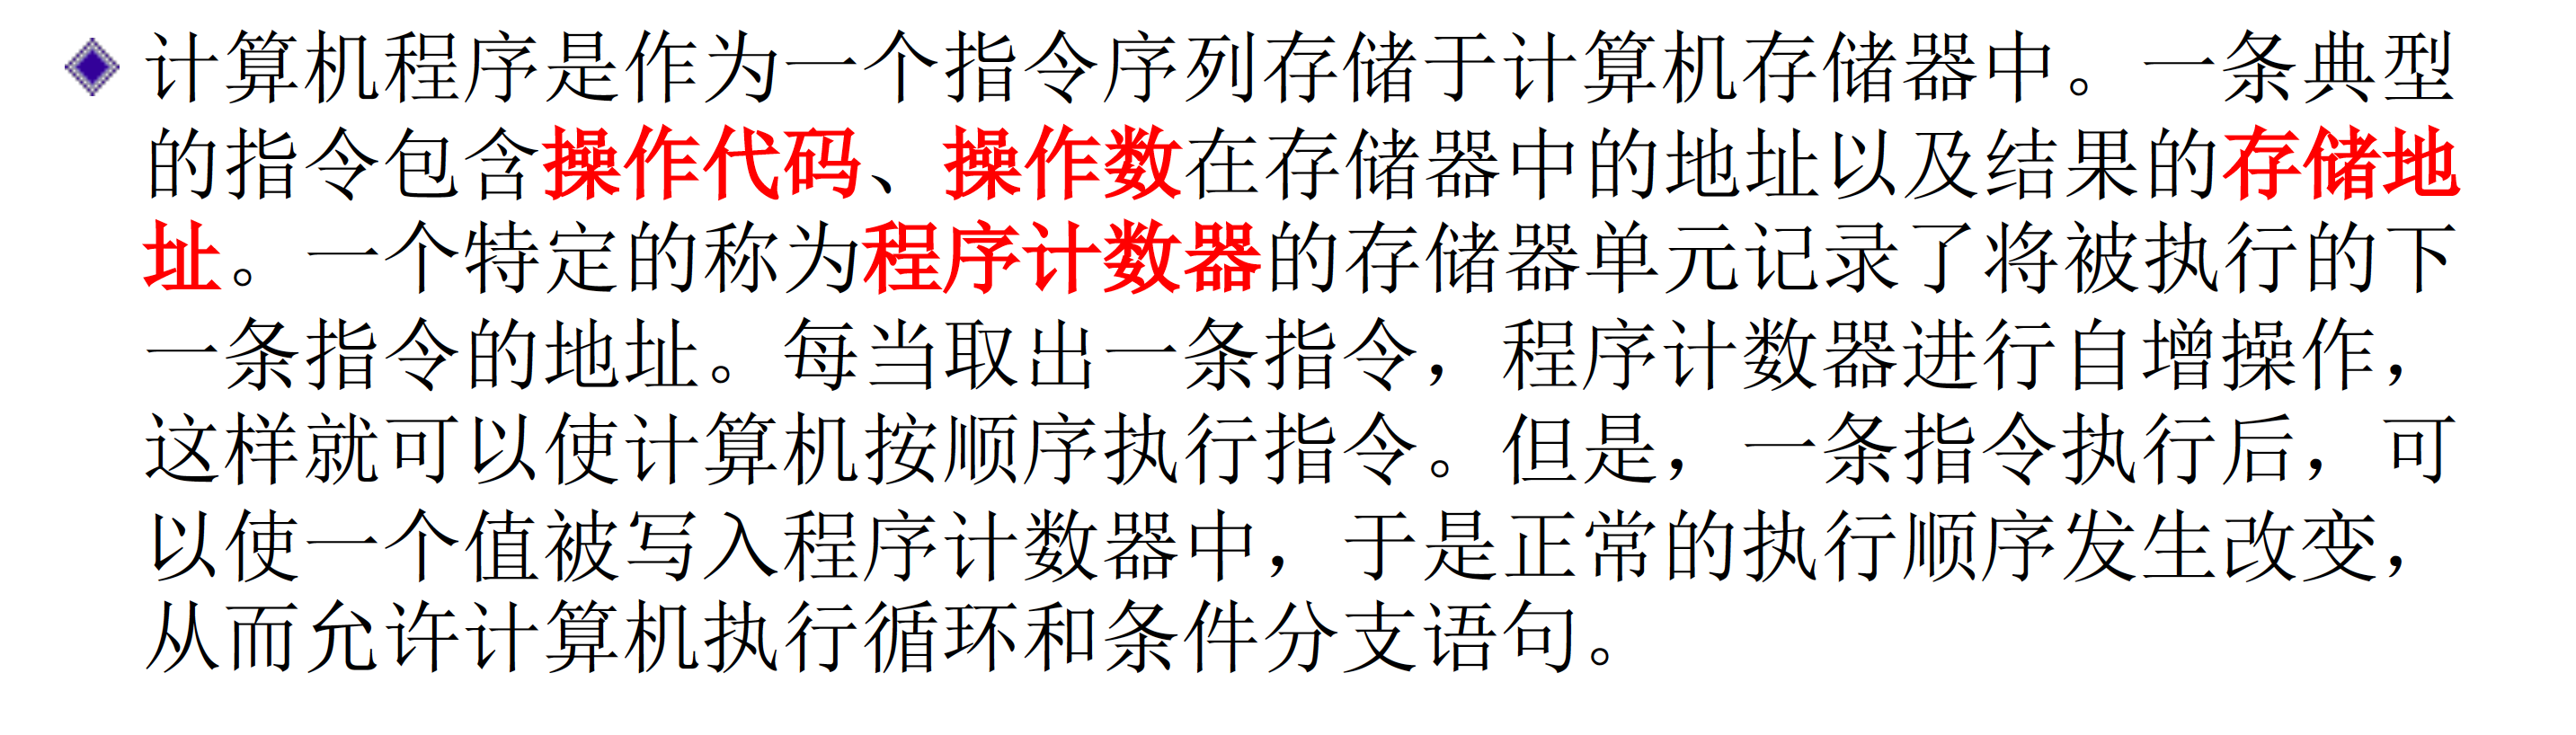 计算机程序是作为一个指令序列存储于计算机存储器中。一条典型
的指令包含操作代码、操作数在存储器中的地址以及结果的存储地
址。一个特定的称为程序计数器的存储器单元记录了将被执行的下
一条指令的地址。每当取出一条指令，程序计数器进行自增操作，
这样就可以使计算机按顺序执行指令。但是，一条指令执行后，可
以使一个值被写入程序计数器中，于是正常的执行顺序发生改变，
从而允许计算机执行循环和条件分支语句。